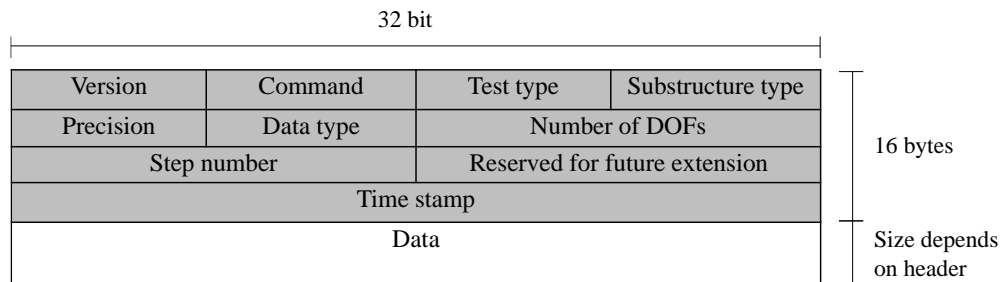 32 bit
Version Command Test type Substructure type
Precision Data type Number of DOFs
Step number Reserved for future extension
Time stamp
16 bytes
Data
Size depends
on header